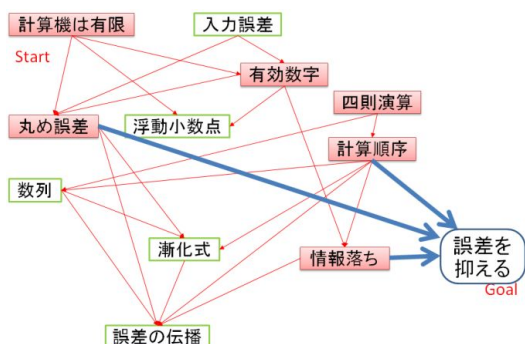 計算機は有限
入力誤差
Start
有効数字
四則演算
丸め誤差
浮動小数点
計算順序
数列
漸化式
情報落ち
誤差を
抑える
Goal
誤差の伝播